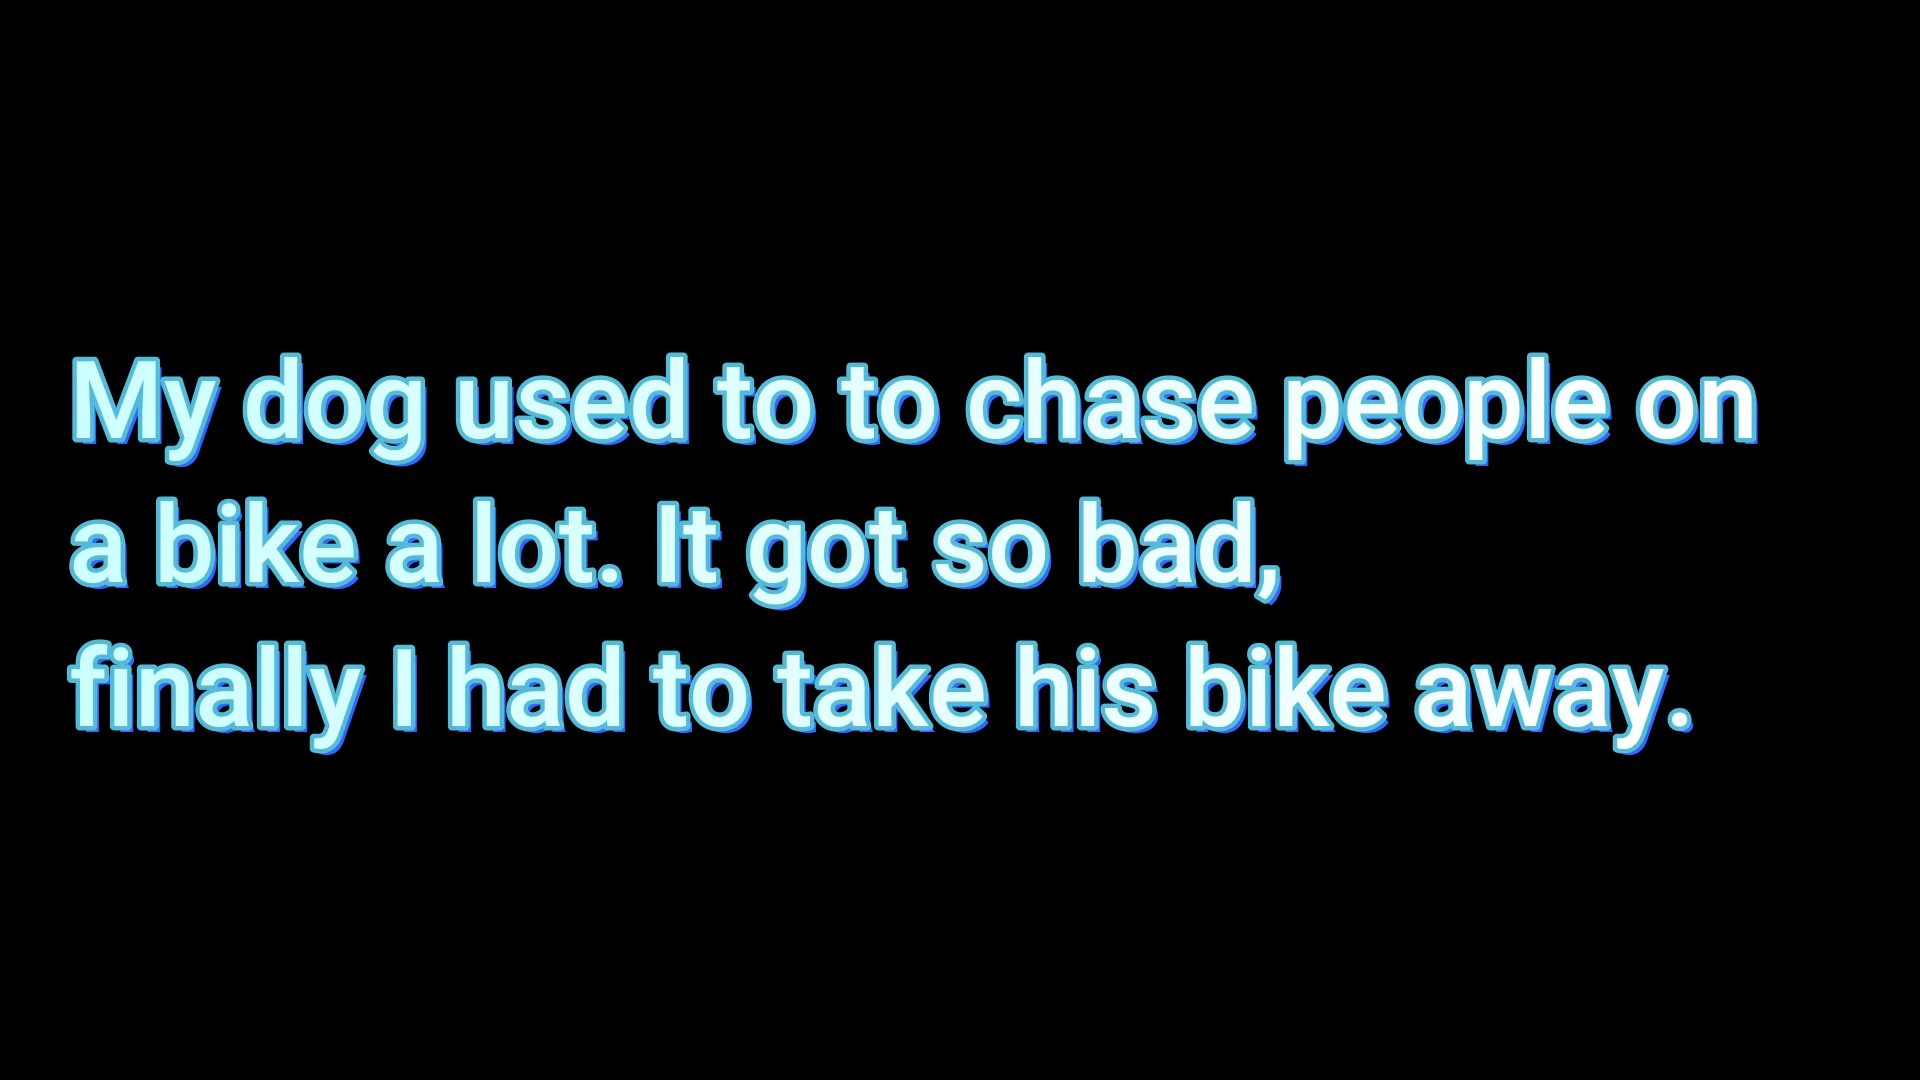 My dog used to to chase people on
a bike a lot. It got so bad,
finally I had to take his bike away.